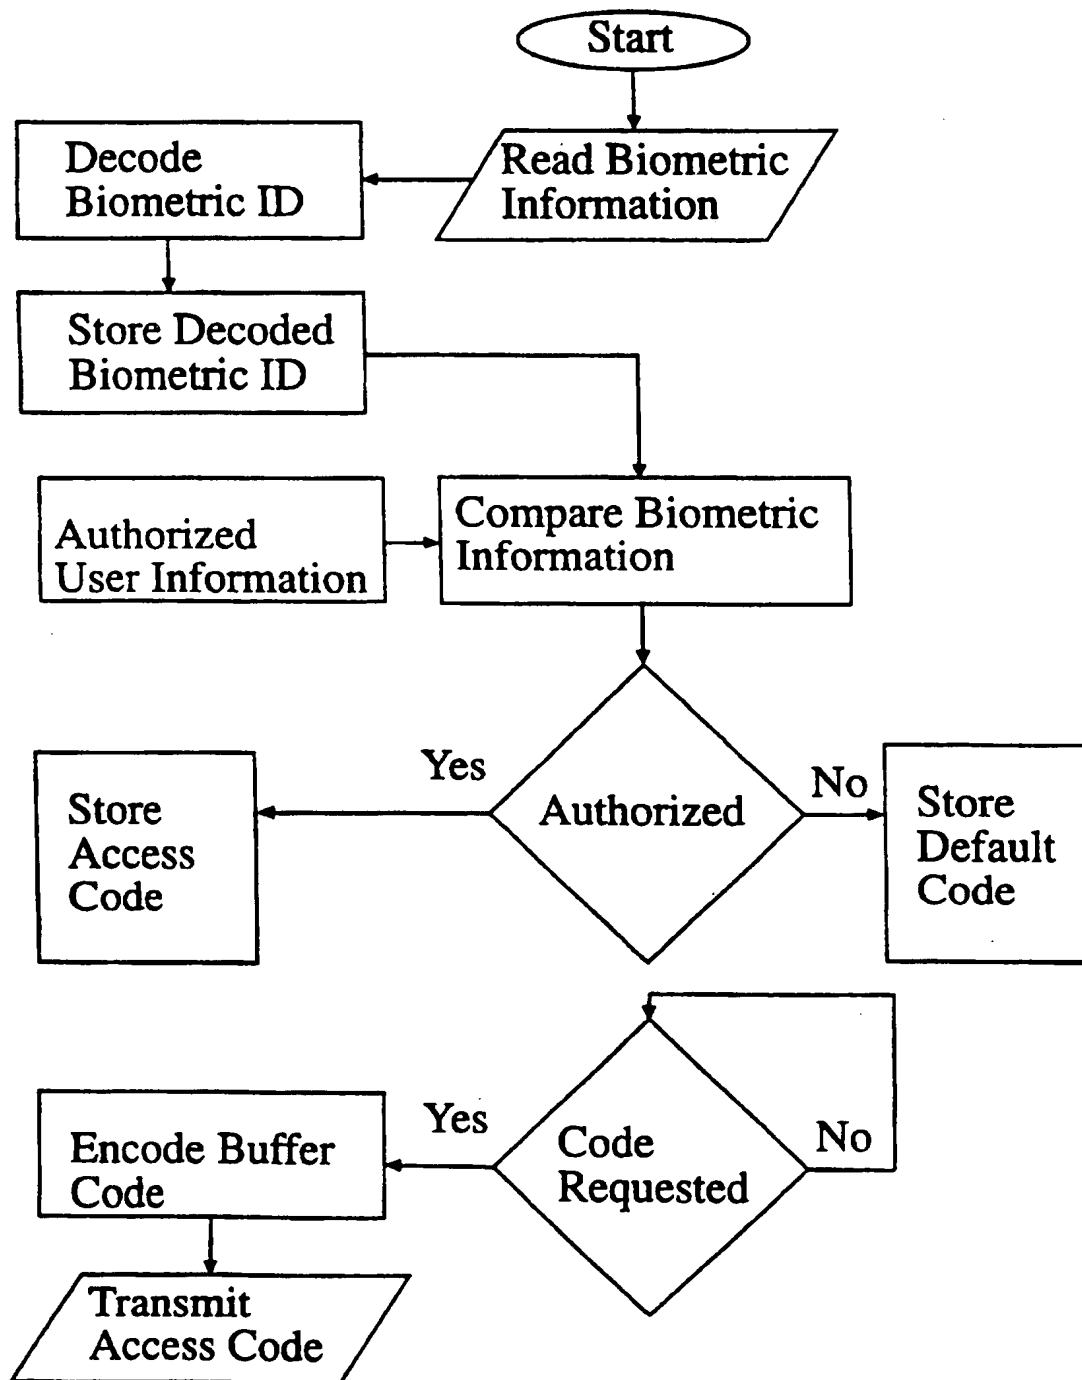 Start
Read Biometric
Information
Decode
Biometric ID
Store Decoded
Biometric ID
Authorized
User Information
Compare Biometric
Information
Authorized
Yes
No
Store
Access
Code
Store
Default
Code
Code
Requested
Yes
No
Encode Buffer
Code
Transmit
Access Code